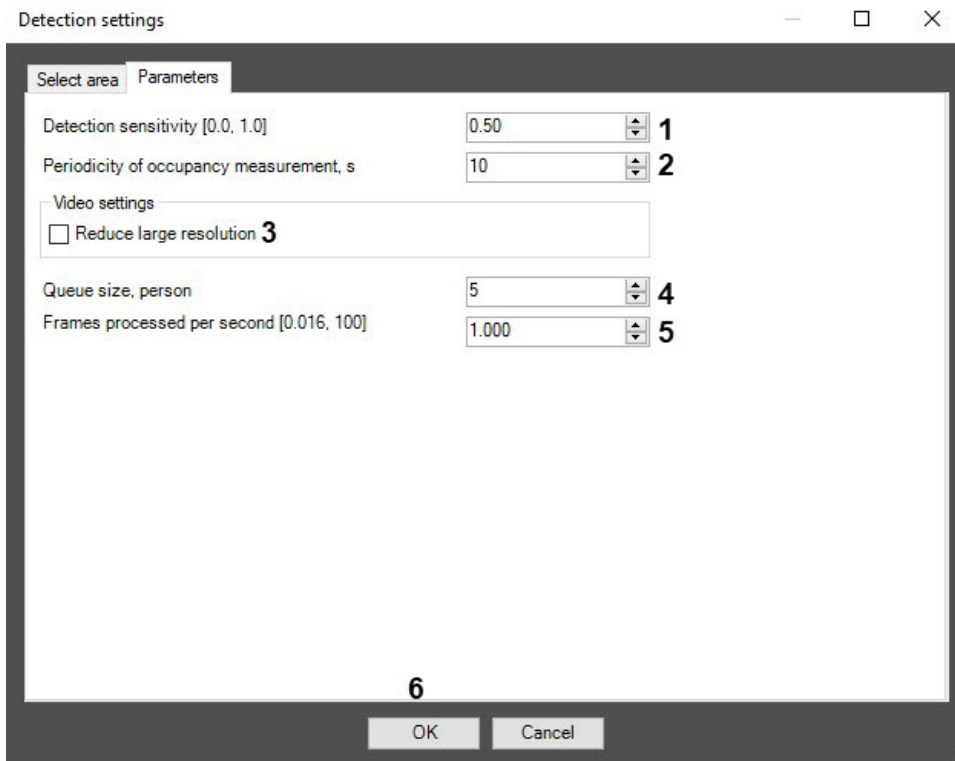 Detection settings
Select area Parameters
Detection sensitivity [0.0, 1.0] 0.50 1
Periodicity of occupancy measurement, s 10 2
Video settings
Reduce large resolution 3
Queue size, person 5 4
Frames processed per second [0.016, 100] 1.000 5
6
OK Cancel